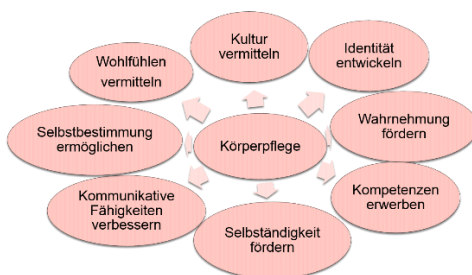 Kultur
vermitteln
Identität
entwickeln
Wohlfühlen
vermitteln
Wahrnehmung
fördern
Selbstbestimmung
ermöglichen
Körperpflege
Kompetenzen
erwerben
Kommunikative
Fähigkeiten
verbessern
Selbständigkeit
fördern